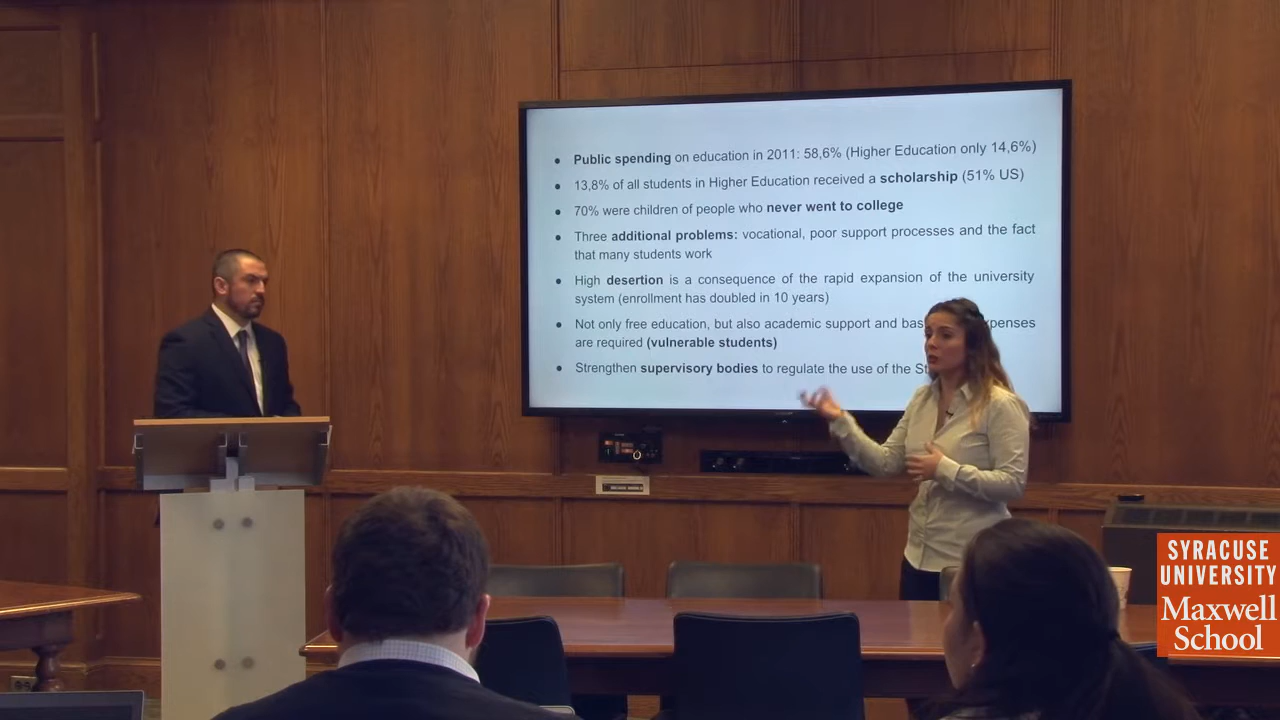 • Public spending on education in 2011: 58,6% (Higher Education only 14,6%)
• 13,8% of all students in Higher Education received a scholarship (51% US)
• 70% were children of people who never went to college
• Three additional problems: vocational, poor support processes and the fact
that many students work
• High desertion is a consequence of the rapid expansion of the university
system (enrollment has doubled in 10 years)
• Not only free education, but also academic support and
are required (vulnerable students)
• Strengthen supervisory bodies to regulate the use of the
SYRACUSE
UNIVERSITY
Maxwell
School